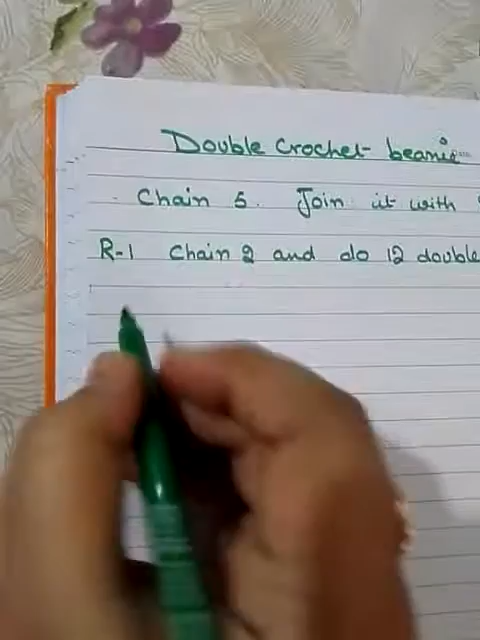 Double crochet beanie
Chain 5. Join it with
R-1 Chain 2 and do 12 double